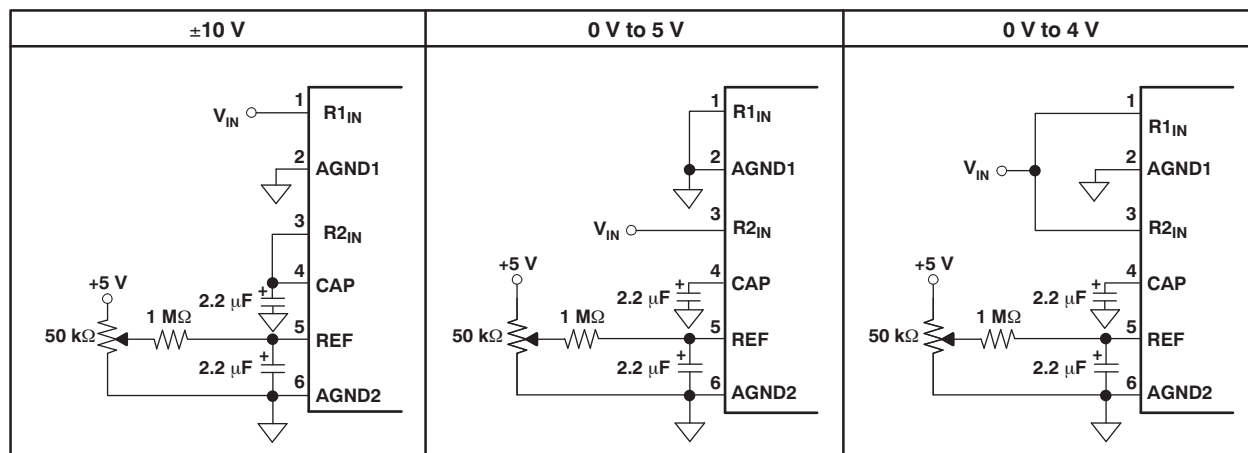 ±10 V
0 V to 5 V
0 V to 4 V
1
V_IN
R1_IN
2
AGND1
3
R2_IN
4
CAP
+5 V
2.2 μF
+
1 MΩ
5
50 kΩ
REF
+
2.2 μF
6
AGND2
1
R1_IN
2
AGND1
3
V_IN
R2_IN
4
CAP
+5 V
2.2 μF
+
1 MΩ
5
50 kΩ
REF
+
2.2 μF
6
AGND2
1
R1_IN
2
V_IN
AGND1
3
R2_IN
4
CAP
+5 V
2.2 μF
+
1 MΩ
5
50 kΩ
REF
+
2.2 μF
6
AGND2